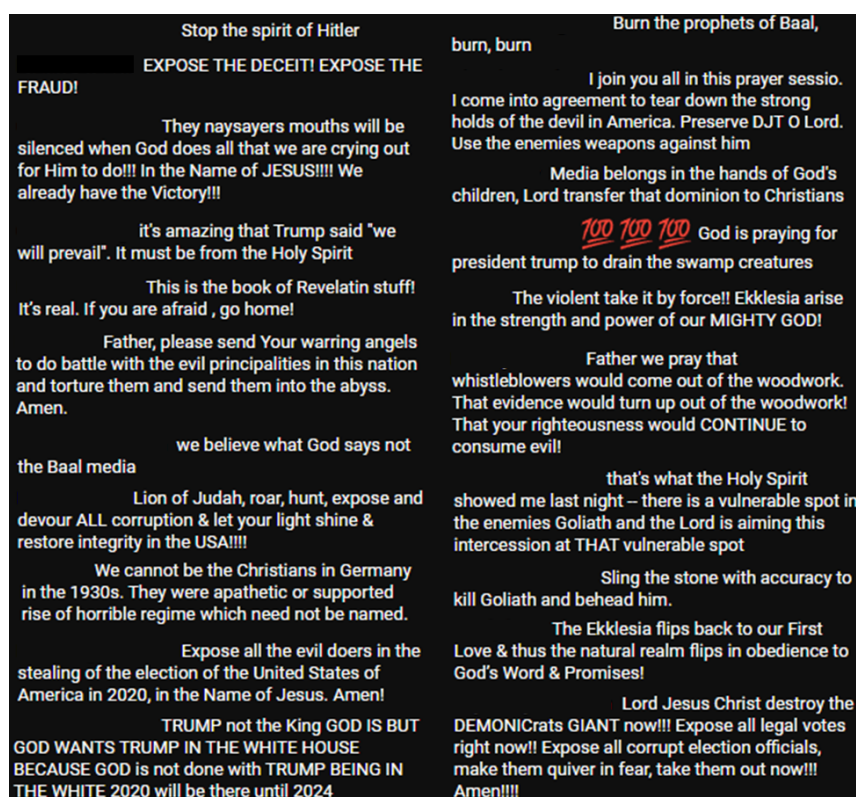 Stop the spirit of Hitler
EXPOSE THE DECEIT! EXPOSE THE
FRAUD!
They naysayers mouths will be
silenced when God does all that we are crying out
for Him to do!!! In the Name of JESUS!!!! We
already have the Victory!!!
it's amazing that Trump said "we
will prevail". It must be from the Holy Spirit
This is the book of Revelatin stuff!
It's real. If you are afraid , go home!
Father, please send Your warring angels
to do battle with the evil principalities in this nation
and torture them and send them into the abyss.
Amen.
we believe what God says not
the Baal media
Lion of Judah, roar, hunt, expose and
devour ALL corruption & let your light shine &
restore integrity in the USA!!!!
We cannot be the Christians in Germany
in the 1930s. They were apathetic or supported
rise of horrible regime which need not be named.
Expose all the evil doers in the
stealing of the election of the United States of
America in 2020, in the Name of Jesus. Amen!
TRUMP not the King GOD IS BUT
GOD WANTS TRUMP IN THE WHITE HOUSE
BECAUSE GOD is not done with TRUMP BEING IN
THE WHITE 2020 will be there until 2024
Burn the prophets of Baal,
burn, burn
I join you all in this prayer sessio.
I come into agreement to tear down the strong
holds of the devil in America. Preserve DJT O Lord.
Use the enemies weapons against him
Media belongs in the hands of God's
children, Lord transfer that dominion to Christians
💯 💯 💯 God is praying for
president trump to drain the swamp creatures
The violent take it by force!! Ekklesia arise
in the strength and power of our MIGHTY GOD!
Father we pray that
whistleblowers would come out of the woodwork.
That evidence would turn up out of the woodwork!
That your righteousness would CONTINUE to
consume evil!
that's what the Holy Spirit
showed me last night -- there is a vulnerable spot in
the enemies Goliath and the Lord is aiming this
intercession at THAT vulnerable spot
Sling the stone with accuracy to
kill Goliath and behead him.
The Ekklesia flips back to our First
Love & thus the natural realm flips in obedience to
God's Word & Promises!
Lord Jesus Christ destroy the
DEMONICrats GIANT now!!! Expose all legal votes
right now!! Expose all corrupt election officials,
make them quiver in fear, take them out now!!!
Amen!!!!